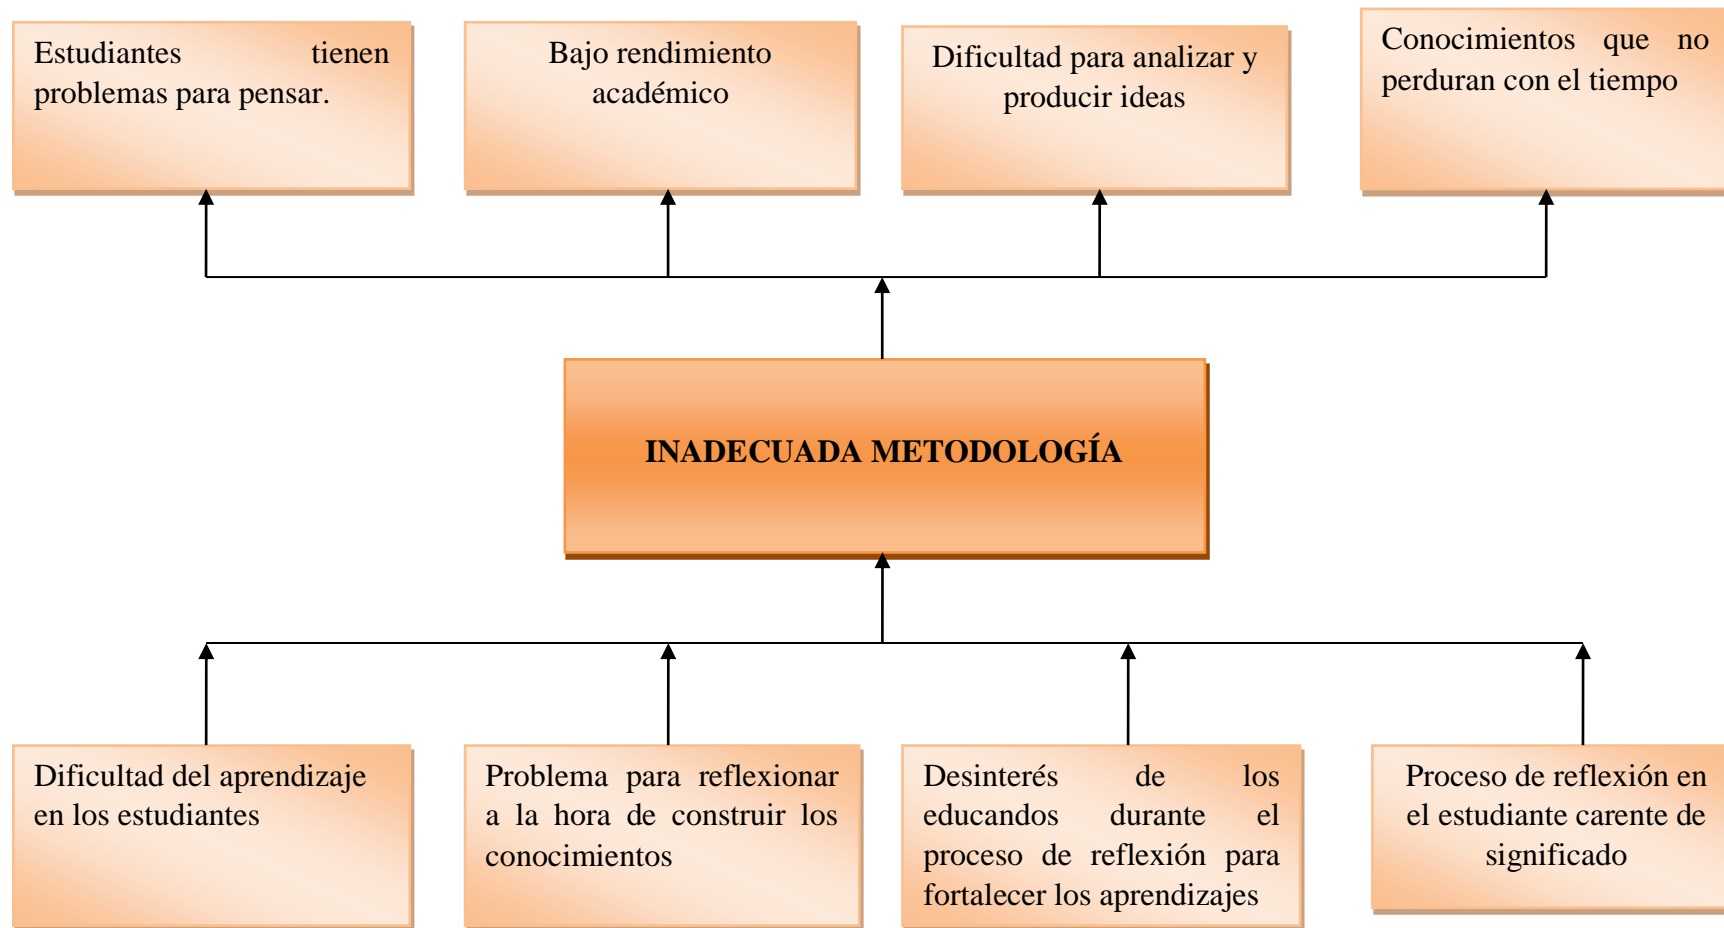 Estudiantes tienen
problemas para pensar.
Bajo rendimiento
académico
Dificultad para analizar y
producir ideas
Conocimientos que no
perduran con el tiempo
INADECUADA METODOLOGÍA
Dificultad del aprendizaje
en los estudiantes
Problema para reflexionar
a la hora de construir los
conocimientos
Desinterés de los
educandos durante el
proceso de reflexión para
fortalecer los aprendizajes
Proceso de reflexión en
el estudiante carente de
significado